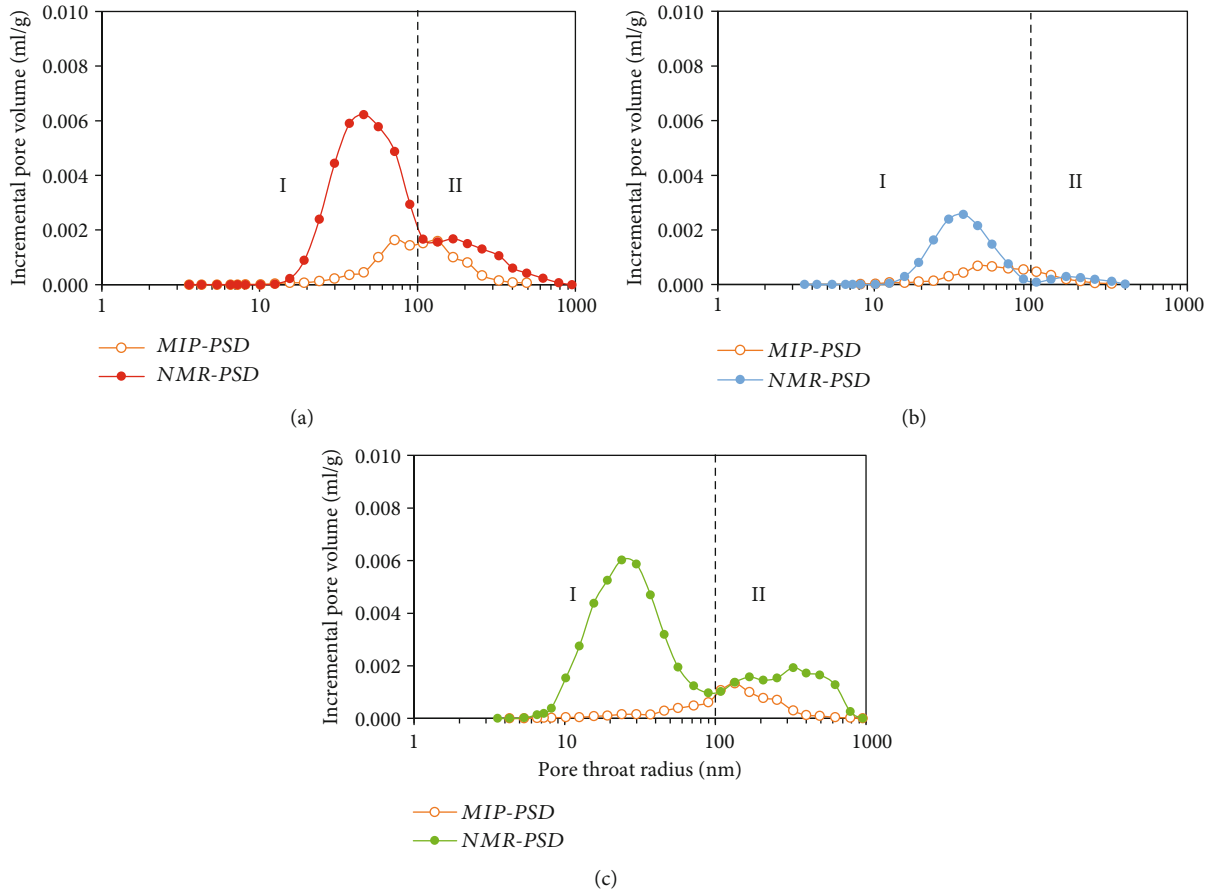 Incremental pore volume (ml/g)
0.010
0.008
0.006
0.004
0.002
0.000
I
II
1
10
100
1000
MIP-PSD
NMR-PSD
(a)
Incremental pore volume (ml/g)
0.010
0.008
0.006
0.004
0.002
0.000
I
II
1
10
100
1000
MIP-PSD
NMR-PSD
(b)
Incremental pore volume (ml/g)
0.010
0.008
0.006
0.004
0.002
0.000
I
II
1
10
100
1000
Pore throat radius (nm)
MIP-PSD
NMR-PSD
(c)